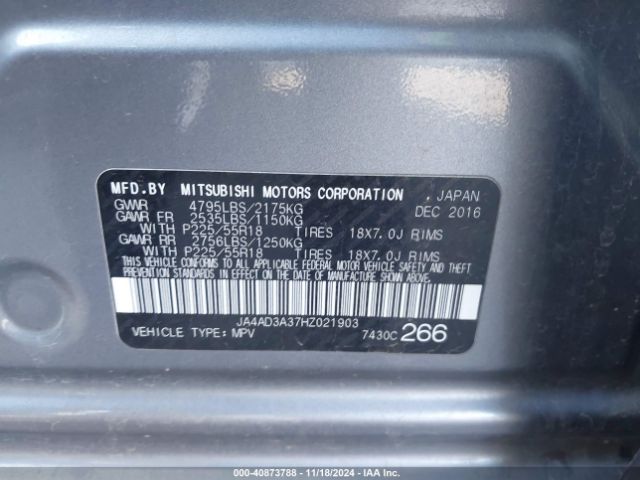 MFD.BY MITSUBISHI MOTORS CORPORATION JAPAN
GVWR 4795LBS/2175KG DEC 2016
GAWR FR 2535LBS/1150KG
WITH P225/55R18 TIRES 18X7.0J RIMS
GAWR RR 2756LBS/1250KG
WITH P225/55R18 TIRES 18X7.0J RIMS
THIS VEHICLE CONFORMS TO ALL APPLICABLE FEDERAL MOTOR VEHICLE SAFETY AND THEFT
PREVENTION STANDARDS IN EFFECT ON THE DATE OF MANUFACTURE SHOWN ABOVE.
JA4AD3A37HZ021903
VEHICLE TYPE: MPV 7430C 266
000-40873788 - 11/18/2024 - IAA Inc.